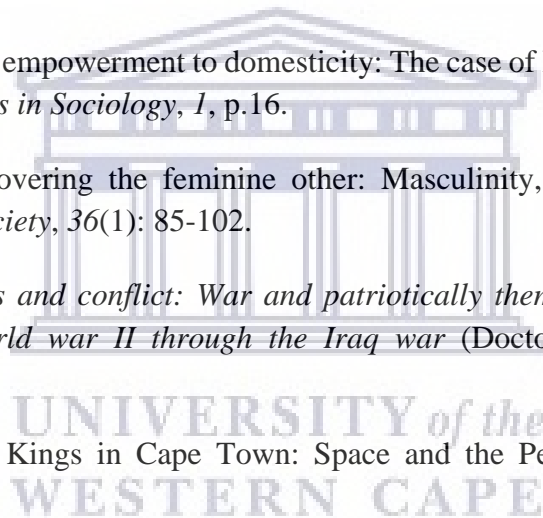 empowerment to domesticity: The case of
s in Sociology, 1, p.16.
overing the feminine other: Masculinity,
ciety, 36(1): 85-102.
s and conflict: War and patriotically then
rld war II through the Iraq war (Docto
UNIVERSITY of the
Kings in Cape Town: Space and the Pe
WESTERN CAPE